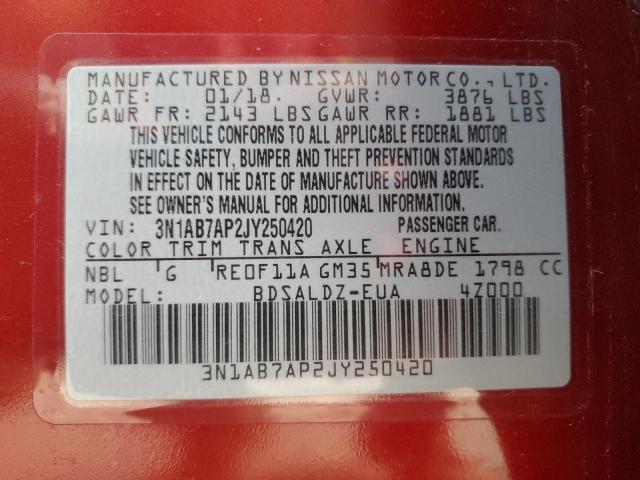 MANUFACTURED BY NISSAN MOTOR CO., LTD.
DATE: 01/18. GVWR: 3876 LBS
GAWR FR: 2143 LBS GAWR RR: 1881 LBS
THIS VEHICLE CONFORMS TO ALL APPLICABLE FEDERAL MOTOR
VEHICLE SAFETY, BUMPER AND THEFT PREVENTION STANDARDS
IN EFFECT ON THE DATE OF MANUFACTURE SHOWN ABOVE.
SEE OWNER'S MANUAL FOR ADDITIONAL INFORMATION.
VIN: 3N1AB7AP2JY250420 PASSENGER CAR.
COLOR TRIM TRANS AXLE ENGINE
NBL G RE0F11A GM35 MRA8DE 1798 CC
MODEL: BDSALDZ-EUA 4Z000
3N1AB7AP2JY250420